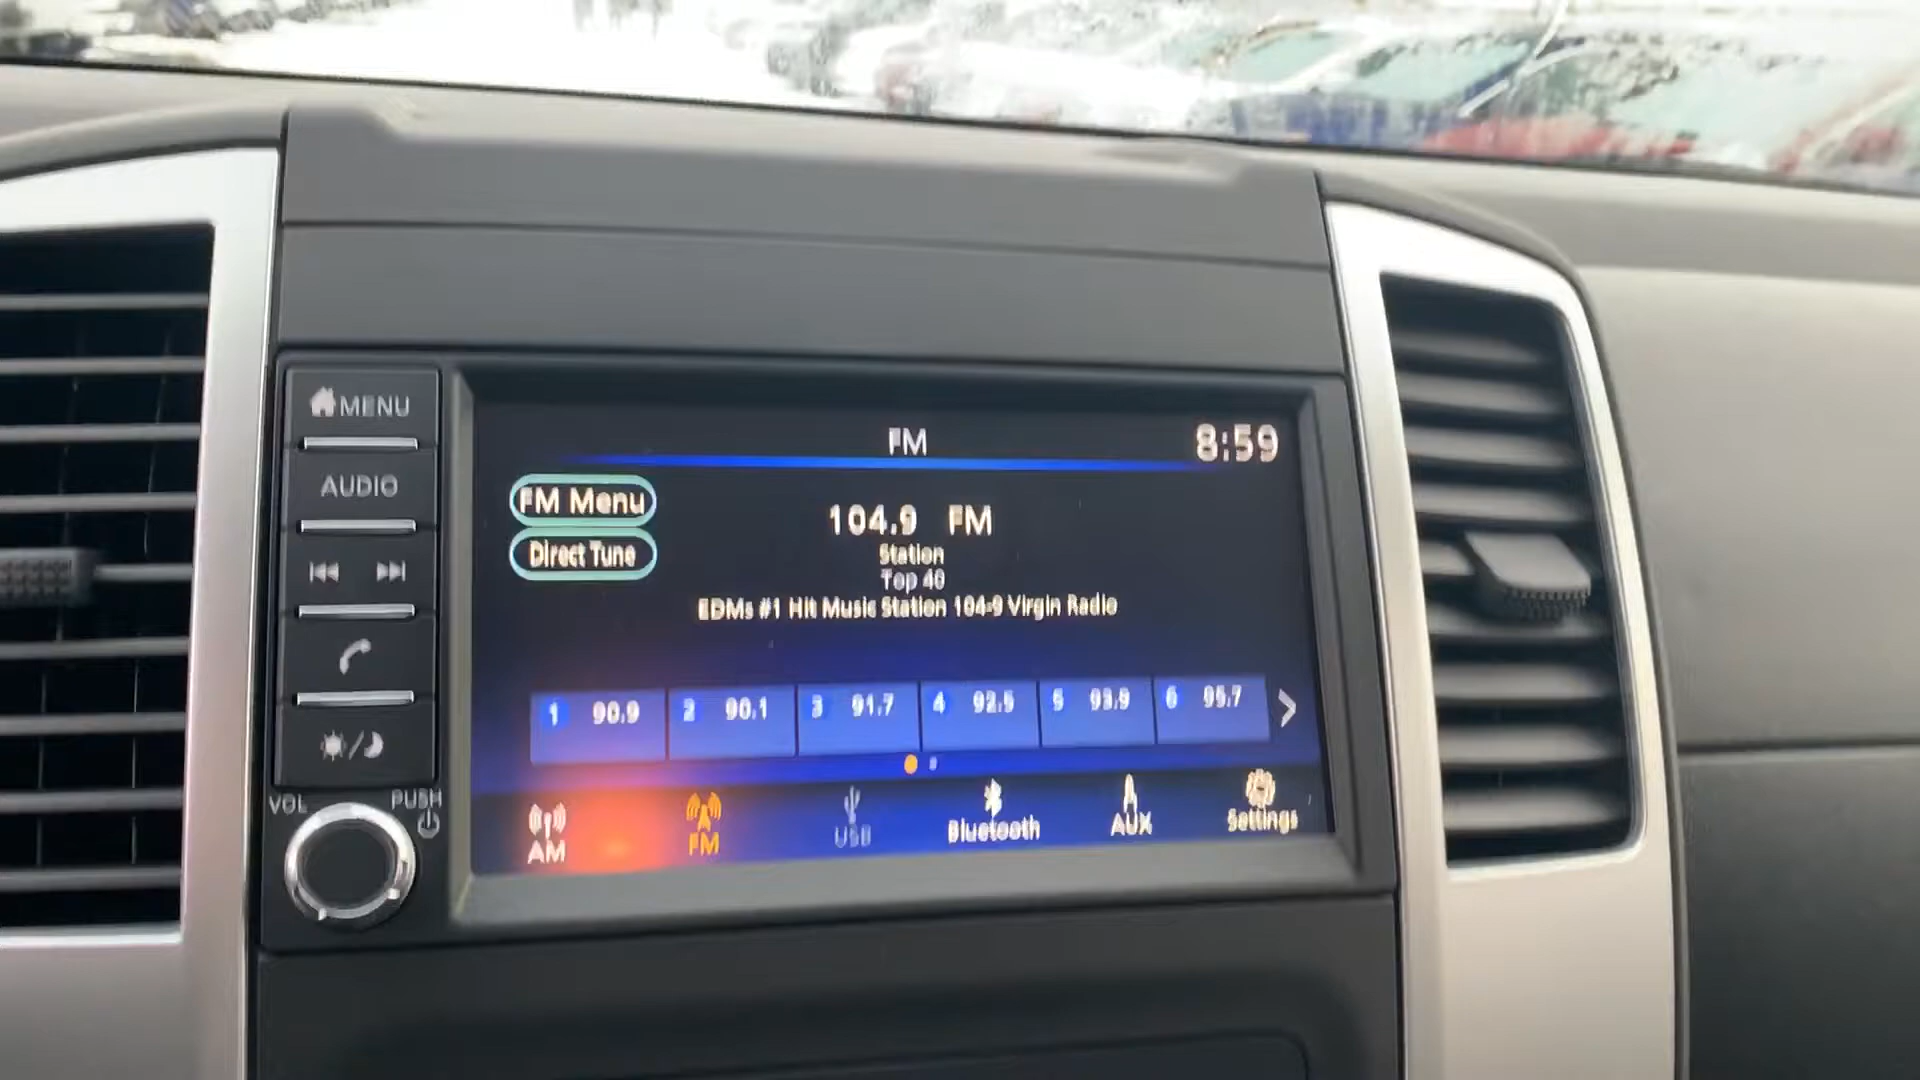 MENU
AUDIO
VOL
PUSH
FM
8:59
FM Menu
Direct Tune
104.9 FM
Station
Top 40
EDMs #1 Hit Music Station 104-9 Virgin Radio
1 90.9
2 90.1
3 91.7
4 92.5
5 93.9
6 95.7
AM
FM
USB
Bluetooth
AUX
Settings